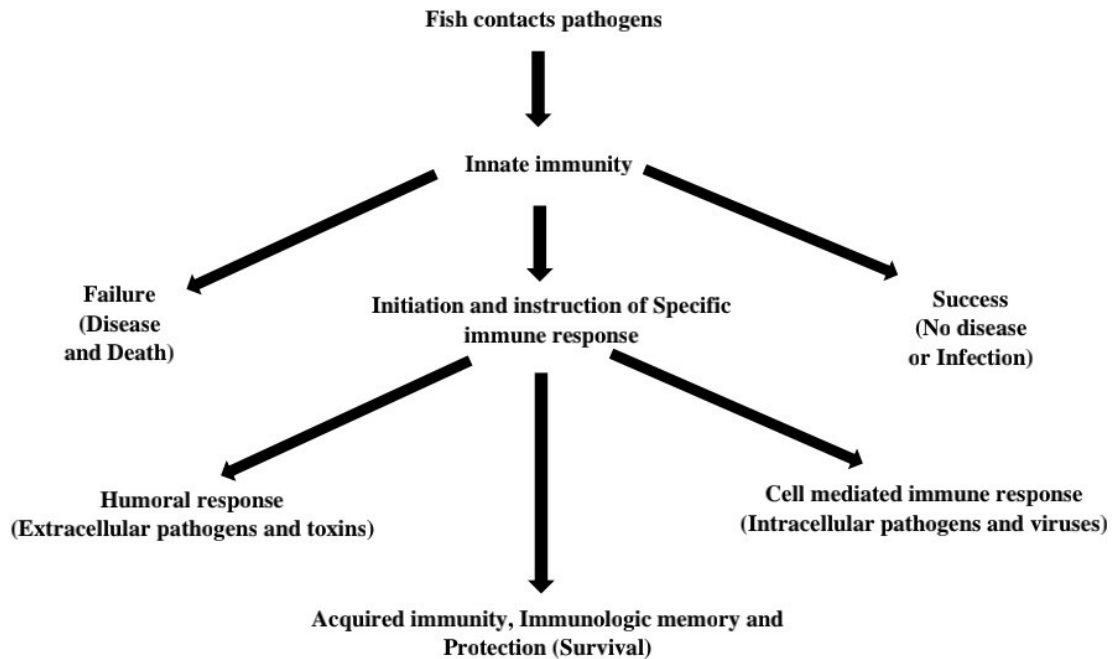 Fish contacts pathogens
Innate immunity
Failure
(Disease
and Death)
Initiation and instruction of Specific
immune response
Success
(No disease
or Infection)
Humoral response
(Extracellular pathogens and toxins)
Cell mediated immune response
(Intracellular pathogens and viruses)
Acquired immunity, Immunologic memory and
Protection (Survival)